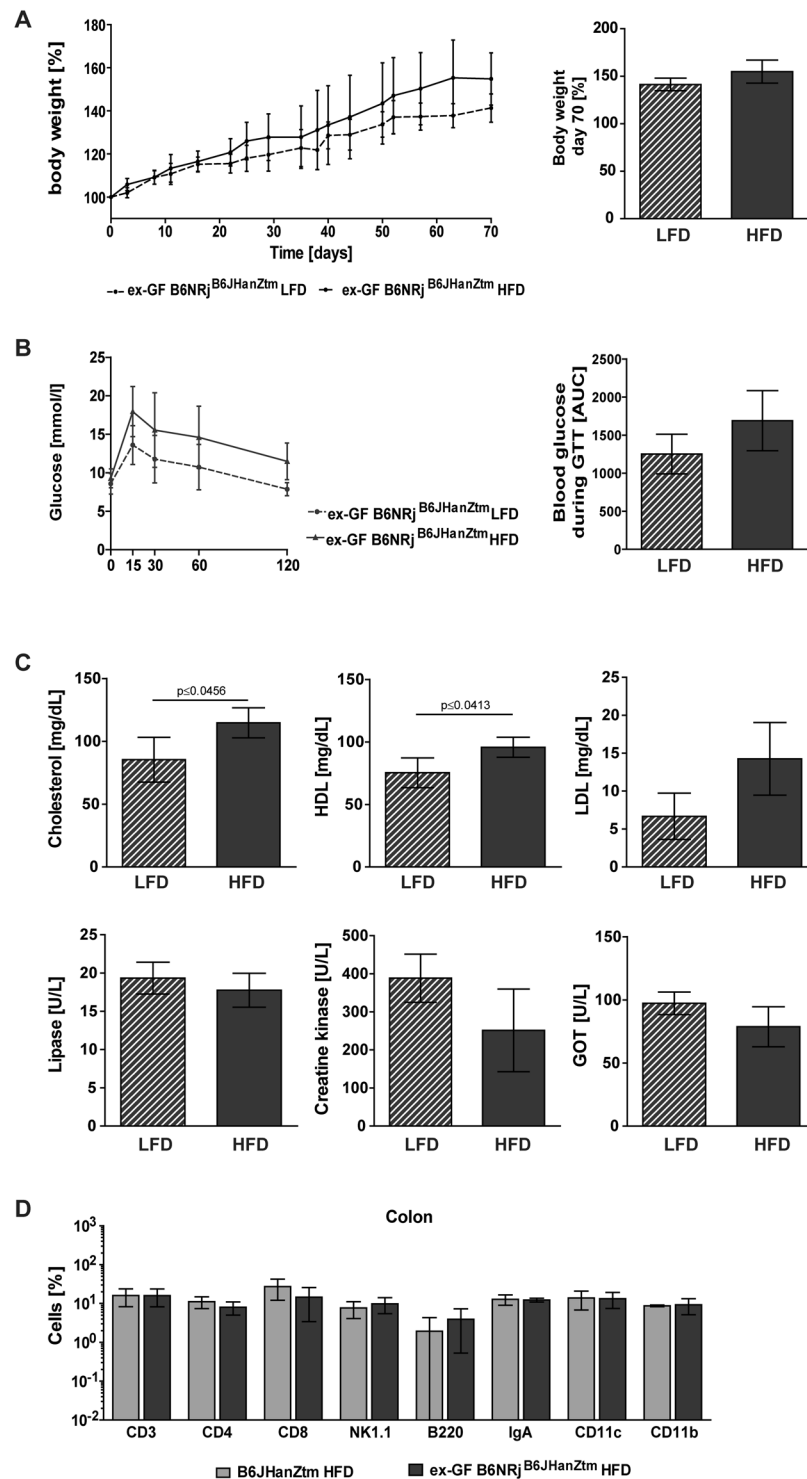 A
body weight [%]
180
160
140
120
100
0 10 20 30 40 50 60 70
Time [days]
ex-GF B6NRj^B6JHanZtm LFD ex-GF B6NRj^B6JHanZtm HFD
Body weight
day 70 [%]
200
150
100
50
0
LFD HFD
B
Glucose [mmol/l]
25
20
15
10
5
0
0 15 30 60 120
ex-GF B6NRj^B6JHanZtm LFD
ex-GF B6NRj^B6JHanZtm HFD
Blood glucose
during GTT [AUC]
2500
2000
1500
1000
500
0
LFD HFD
C
Cholesterol [mg/dL]
150
100
50
0
p≤0.0456
LFD HFD
HDL [mg/dL]
150
100
50
0
p≤0.0413
LFD HFD
LDL [mg/dL]
25
20
15
10
5
0
LFD HFD
Lipase [U/L]
25
20
15
10
5
0
LFD HFD
Creatine kinase [U/L]
500
400
300
200
100
0
LFD HFD
GOT [U/L]
150
100
50
0
LFD HFD
D
Colon
Cells [%]
10^3
10^2
10^1
10^0
10^-1
10^-2
CD3 CD4 CD8 NK1.1 B220 IgA CD11c CD11b
B6JHanZtm HFD ex-GF B6NRj^B6JHanZtm HFD